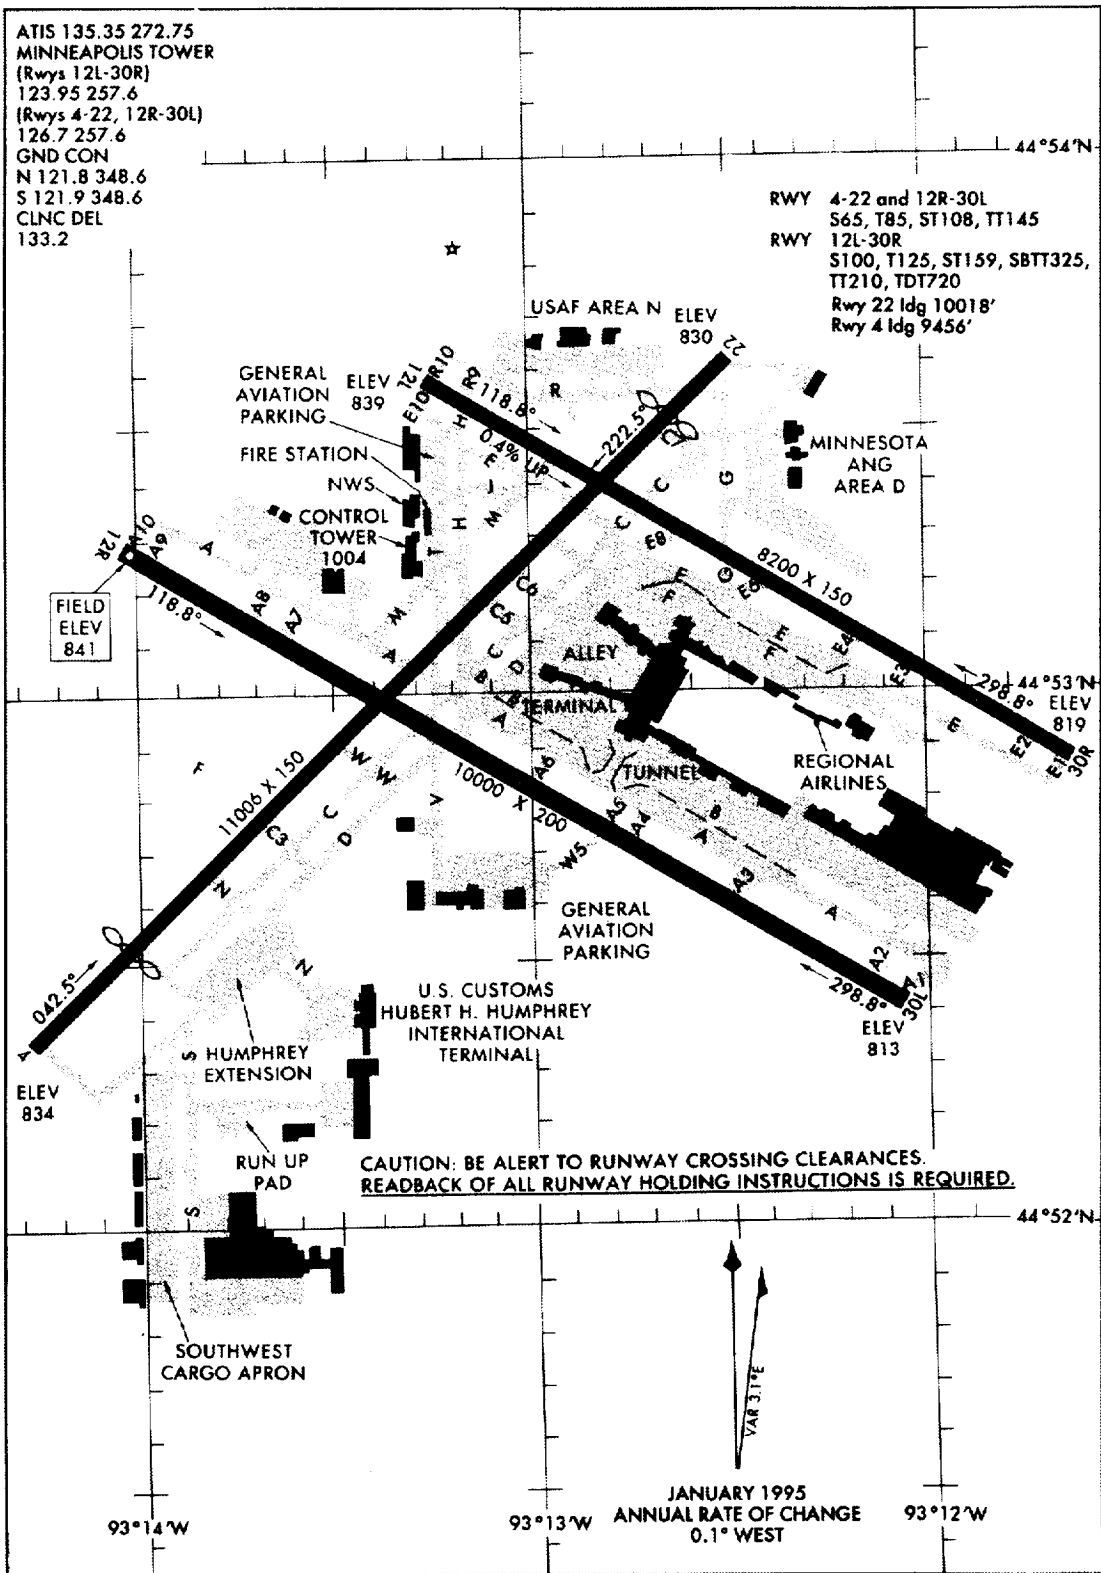 ATIS 135.35 272.75
MINNEAPOLIS TOWER
(Rwys 12L-30R)
123.95 257.6
(Rwys 4-22, 12R-30L)
126.7 257.6
GND CON
N 121.8 348.6
S 121.9 348.6
CLNC DEL
133.2
44°54'N
RWY 4-22 and 12R-30L
S65, T85, ST108, TT145
RWY 12L-30R
S100, T125, ST159, SBTT325,
TT210, TDT720
Rwy 22 ldg 10018'
Rwy 4 ldg 9456'
USAF AREA N
ELEV
830
22
GENERAL
AVIATION
PARKING
ELEV
839
12L
R10
E10
R9
118.8°
R
H
E
0.4% UP
222.5°
FIRE STATION
J
M
H
NWS
T
CONTROL
TOWER
1004
C
G
C
E8
MINNESOTA
ANG
AREA D
12R
A10
A9
A
118.8°
A8
A7
FIELD
ELEV
841
M
A
C6
C5
C
D
B
B
A
E
F
G
E6
8200 X 150
E
F
E4
E3
298.8°
44°53'N
ELEV
819
E
E2
E1
30R
ALLEY
TERMINAL
TUNNEL
REGIONAL
AIRLINES
F
11006 X 150
W
W
V
10000 X 200
A6
A5
A4
B
A
C3
C
D
W5
A3
A
A2
A
N
GENERAL
AVIATION
PARKING
298.8°
30L
ELEV
813
042.5°
N
4
ELEV
834
S
HUMPHREY
EXTENSION
U.S. CUSTOMS
HUBERT H. HUMPHREY
INTERNATIONAL
TERMINAL
RUN UP
PAD
S
CAUTION: BE ALERT TO RUNWAY CROSSING CLEARANCES.
READBACK OF ALL RUNWAY HOLDING INSTRUCTIONS IS REQUIRED.
44°52'N
SOUTHWEST
CARGO APRON
VAR 3.1°E
JANUARY 1995
ANNUAL RATE OF CHANGE
0.1° WEST
93°14'W
93°13'W
93°12'W